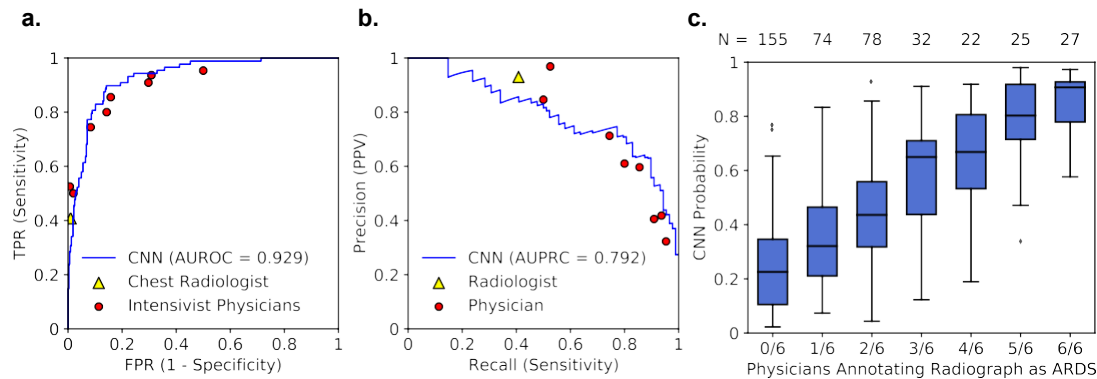 a.
TPR (Sensitivity)
1
0.8
0.6
0.4
0.2
0
CNN (AUROC = 0.929)
Chest Radiologist
Intensivist Physicians
0 0.2 0.4 0.6 0.8 1
FPR (1 - Specificity)
b.
Precision (PPV)
1
0.8
0.6
0.4
0.2
0
CNN (AUPRC = 0.792)
Radiologist
Physician
0 0.2 0.4 0.6 0.8 1
Recall (Sensitivity)
c.
N = 155 74 78 32 22 25 27
CNN Probability
1
0.8
0.6
0.4
0.2
0
0/6 1/6 2/6 3/6 4/6 5/6 6/6
Physicians Annotating Radiograph as ARDS